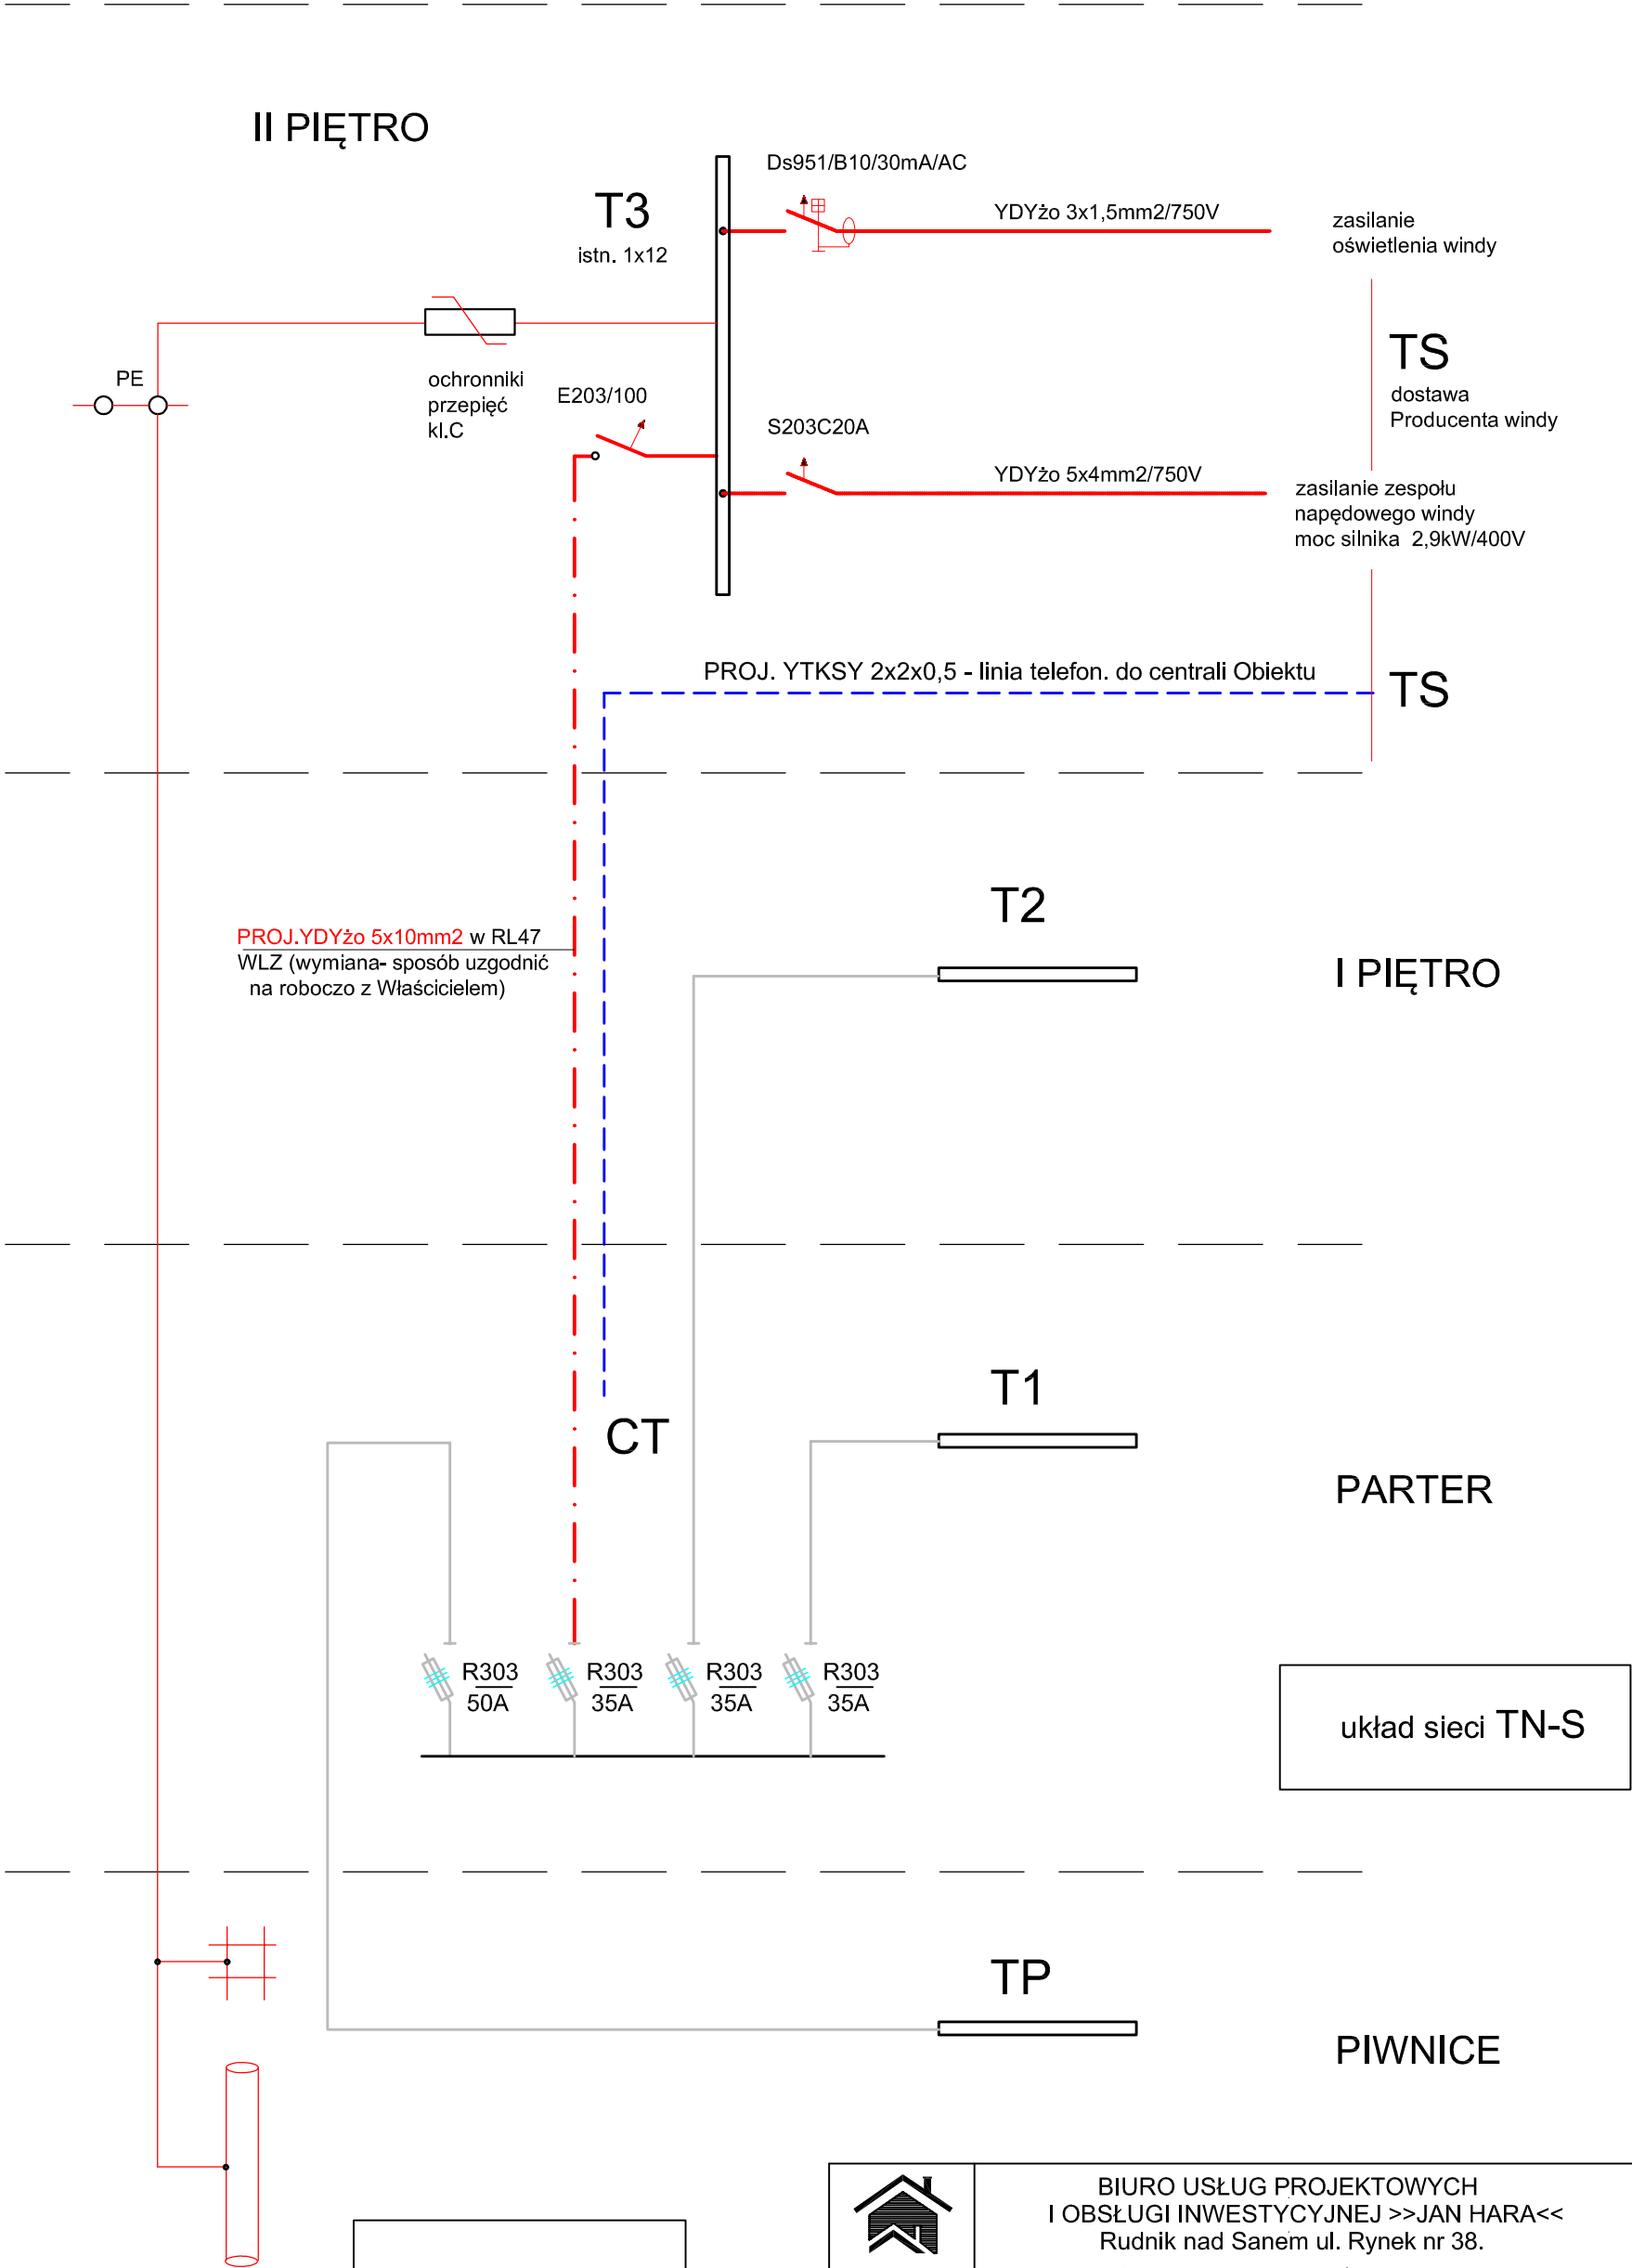 II PIĘTRO
Ds951/B10/30mA/AC
T3
istn. 1x12
YDYżo 3x1,5mm2/750V
zasilanie
oświetlenia windy
TS
dostawa
Producenta windy
PE
ochronniki
przepięć
kl.C
E203/100
S203C20A
YDYżo 5x4mm2/750V
zasilanie zespołu
napędowego windy
moc silnika 2,9kW/400V
PROJ. YTKSY 2x2x0,5 - linia telefon. do centrali Obiektu
TS
T2
PROJ.YDYżo 5x10mm2 w RL47
WLZ (wymiana- sposób uzgodnić
na roboczo z Właścicielem)
I PIĘTRO
T1
CT
PARTER
R303
50A
R303
35A
R303
35A
R303
35A
układ sieci TN-S
TP
PIWNICE
BIURO USŁUG PROJEKTOWYCH
I OBSŁUGI INWESTYCYJNEJ >>JAN HARA<<
Rudnik nad Sanem ul. Rynek nr 38.